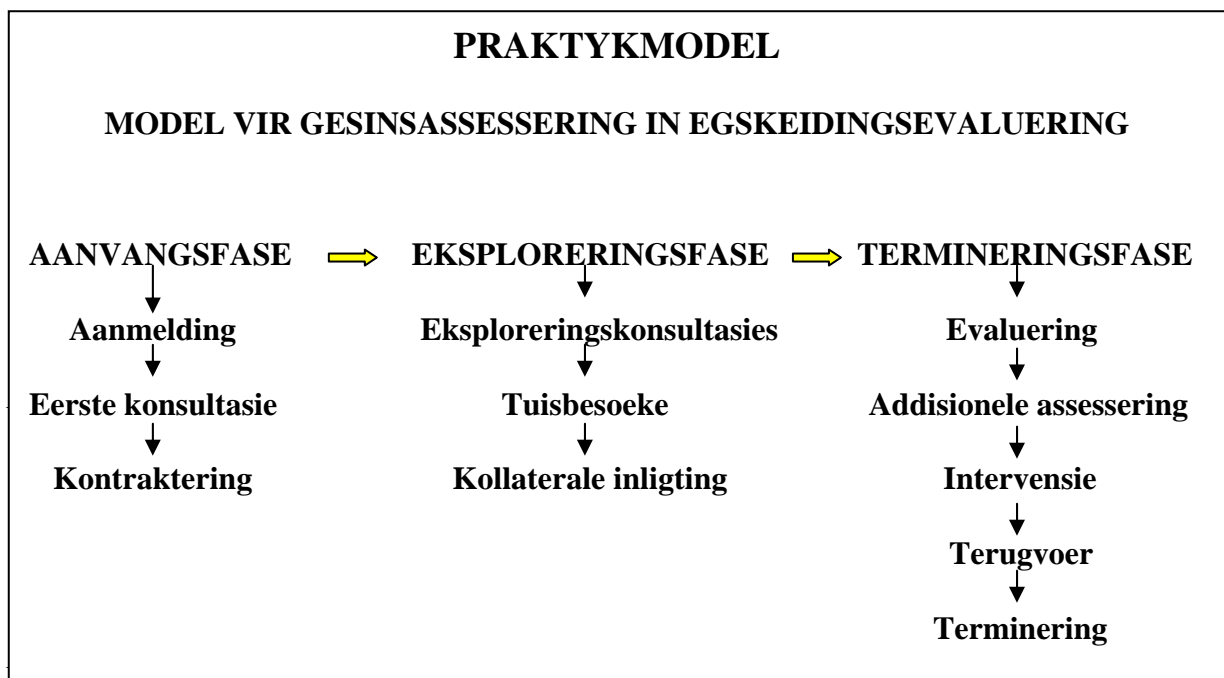 PRAKTYKMODEL
MODEL VIR GESINSASSESSERING IN EGSKEIDINGSEVALUERING
AANVANGSFASE
Aanmelding
Eerste konsultasie
Kontraktering
EKSPLORERINGSFASE
Eksploreringskonsultasies
Tuisbesoeke
Kollaterale inligting
TERMINERINGSFASE
Evaluering
Addisionele assessering
Intervensie
Terugvoer
Terminering